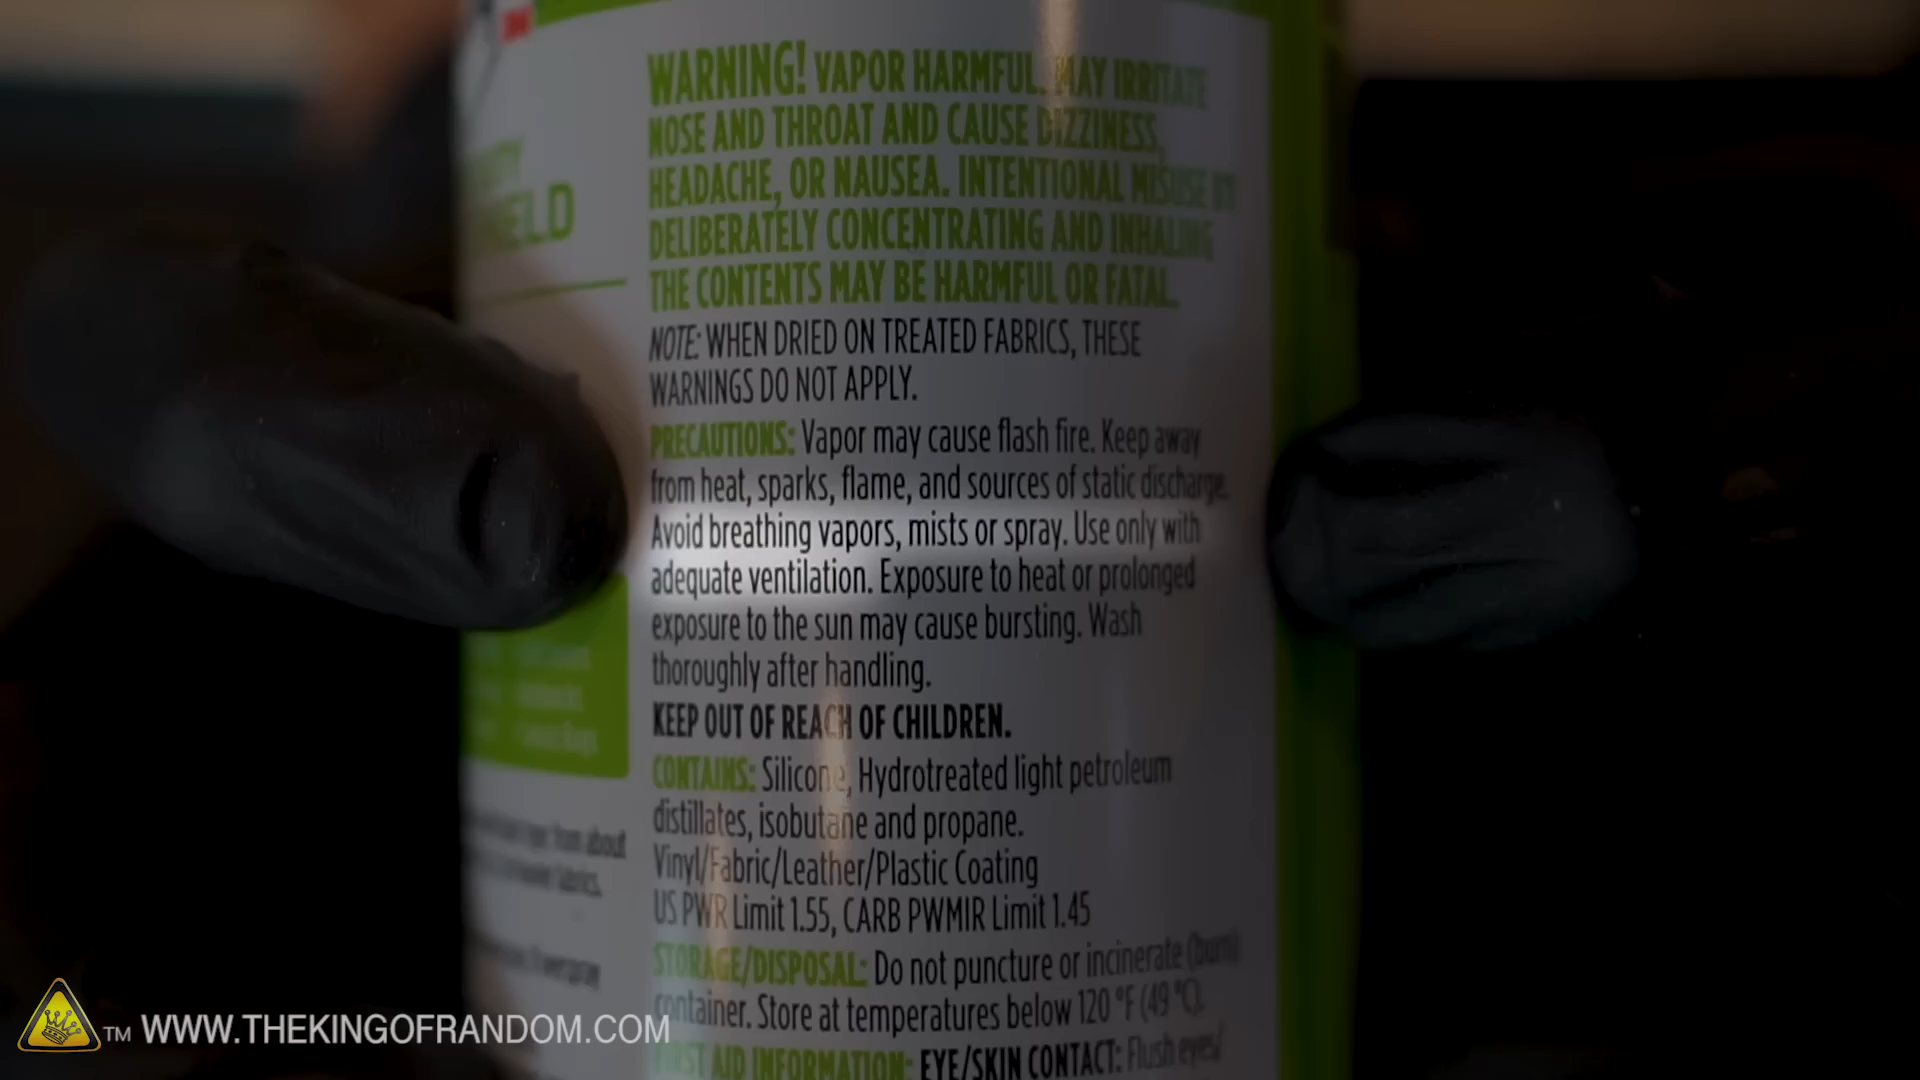 WARNING! VAPOR HARMFUL. MAY IRRITATE
NOSE AND THROAT AND CAUSE DIZZINESS,
HEADACHE, OR NAUSEA. INTENTIONAL MISUSE BY
DELIBERATELY CONCENTRATING AND INHALING
THE CONTENTS MAY BE HARMFUL OR FATAL.
NOTE: WHEN DRIED ON TREATED FABRICS, THESE
WARNINGS DO NOT APPLY.
PRECAUTIONS: Vapor may cause flash fire. Keep away
from heat, sparks, flame, and sources of static discharge.
Avoid breathing vapors, mists or spray. Use only with
adequate ventilation. Exposure to heat or prolonged
exposure to the sun may cause bursting. Wash
thoroughly after handling.
KEEP OUT OF REACH OF CHILDREN.
CONTAINS: Silicone, Hydrotreated light petroleum
distillates, isobutane and propane.
Vinyl/Fabric/Leather/Plastic Coating
US PWR Limit 1.55, CARB PWMIR Limit 1.45
STORAGE/DISPOSAL: Do not puncture or incinerate (burn)
container. Store at temperatures below 120 °F (49 °C).
FIRST AID INFORMATION: EYE/SKIN CONTACT: Flush eyes/
from about
fabrics.
overspray
TM WWW.THEKINGOFRANDOM.COM